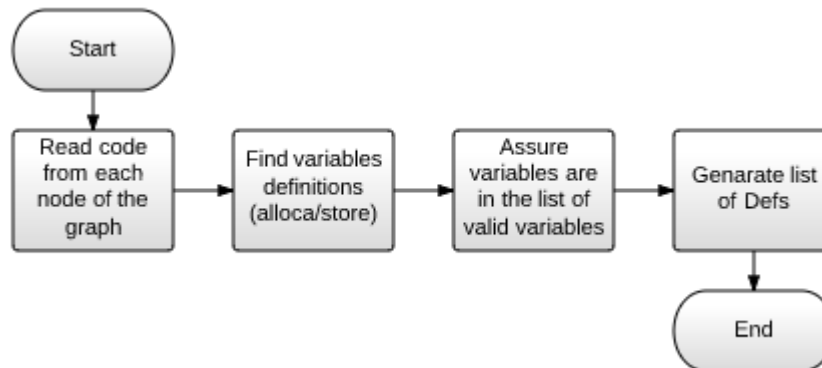 Start
Read code
from each
node of the
graph
Find variables
definitions
(alloca/store)
Assure
variables are
in the list of
valid variables
Genarate list
of Defs
End